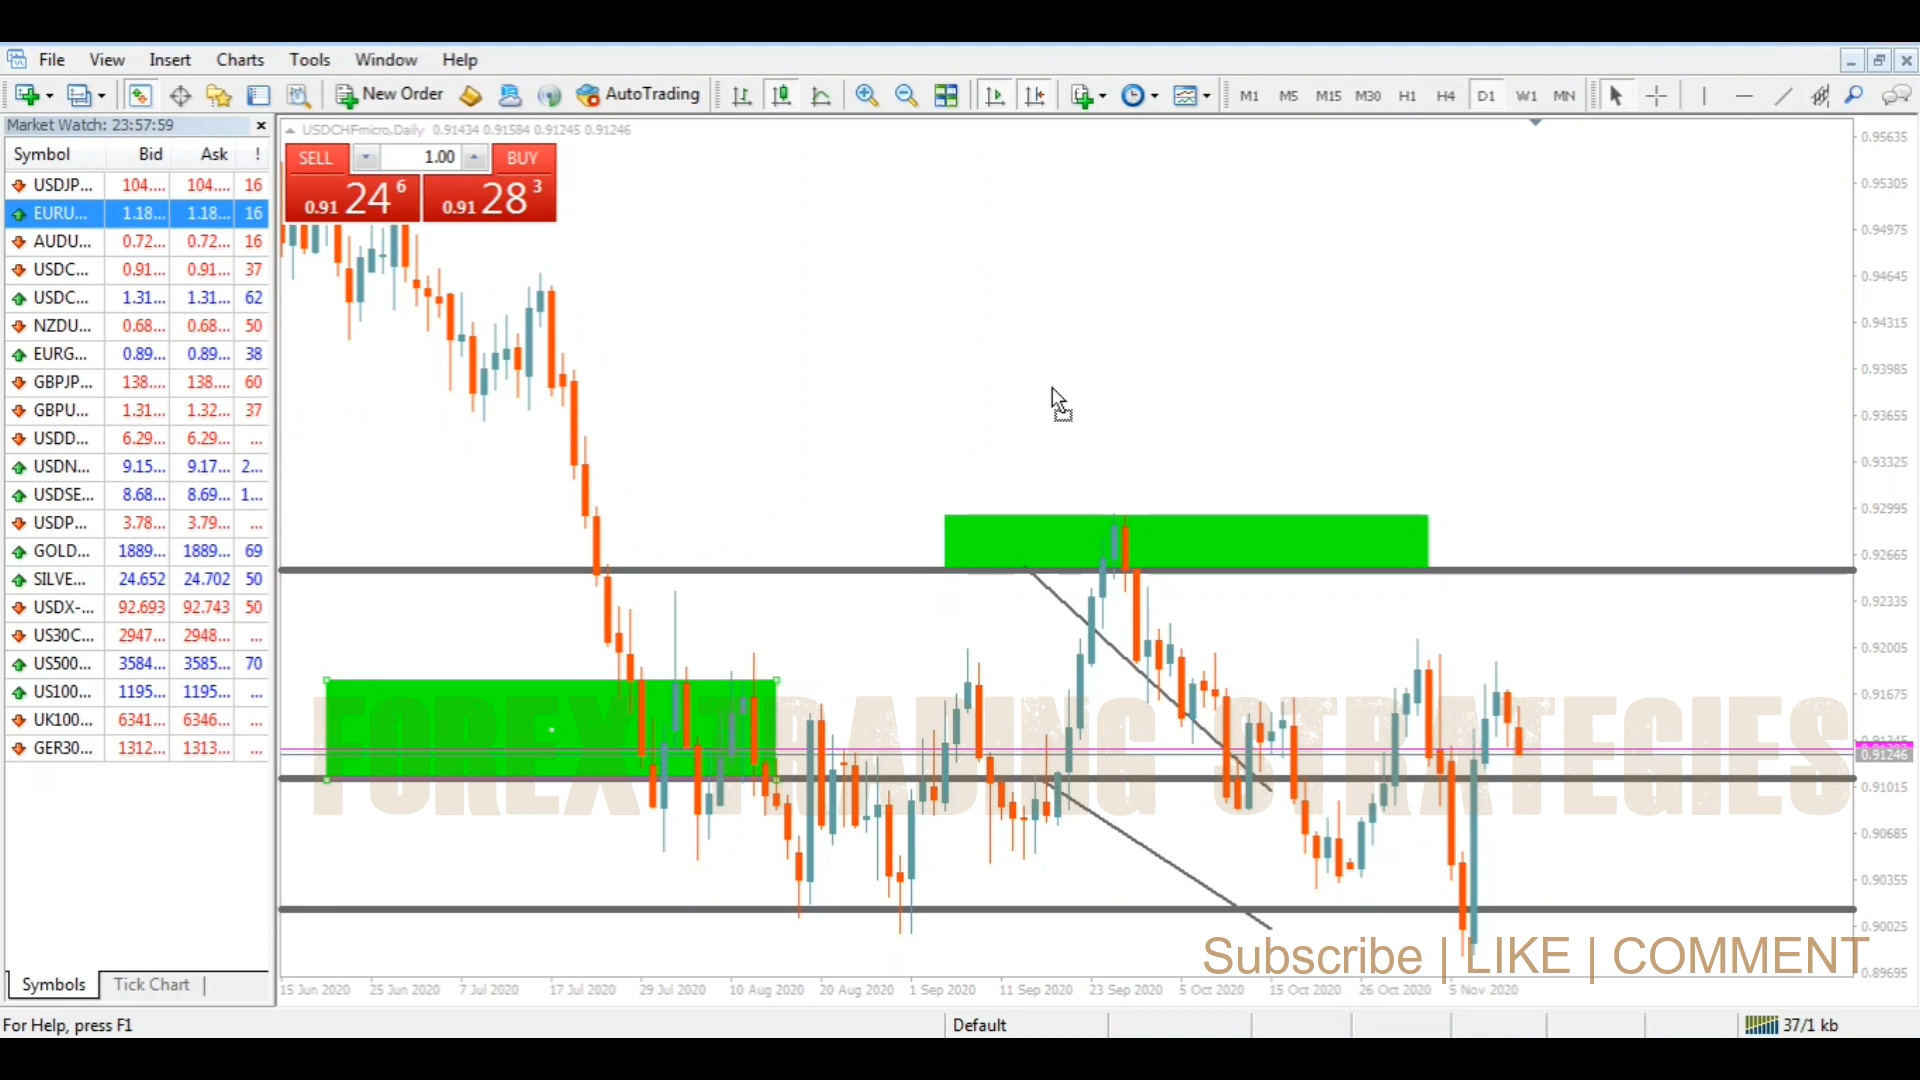 File View Insert Charts Tools Window Help
New Order AutoTrading M1 M5 M15 M30 H1 H4 D1 W1 MN
Market Watch: 23:57:59
Symbol Bid Ask !
USDJP... 104.... 104.... 16
EURU... 1.18... 1.18... 16
AUDU... 0.72... 0.72... 16
USDC... 0.91... 0.91... 37
USDC... 1.31... 1.31... 62
NZDU... 0.68... 0.68... 50
EURG... 0.89... 0.89... 38
GBPJP... 138.... 138.... 60
GBPU... 1.31... 1.32... 37
USDD... 6.29... 6.29... ...
USDN... 9.15... 9.17... 2...
USDSE... 8.68... 8.69... 1...
USDP... 3.78... 3.79... ...
GOLD... 1889... 1889... 69
SILVE... 24.652 24.702 50
USDX-... 92.693 92.743 50
US30C... 2947... 2948... ...
US500... 3584... 3585... 70
US100... 1195... 1195... ...
UK100... 6341... 6346... ...
GER30... 1312... 1313... ...
Symbols Tick Chart
USDCHFmicro,Daily 0.91434 0.91584 0.91245 0.91246
SELL 1.00 BUY
0.91 24 6 0.91 28 3
0.95635
0.95305
0.94975
0.94645
0.94315
0.93985
0.93655
0.93325
0.92995
0.92665
0.92335
0.92005
0.91675
0.91246
0.91015
0.90685
0.90355
0.90025
0.89695
FOREX TRADING STRATEGIES
Subscribe | LIKE | COMMENT
15 Jun 2020 25 Jun 2020 7 Jul 2020 17 Jul 2020 29 Jul 2020 10 Aug 2020 20 Aug 2020 1 Sep 2020 11 Sep 2020 23 Sep 2020 5 Oct 2020 15 Oct 2020 26 Oct 2020 5 Nov 2020
For Help, press F1 Default 37/1 kb